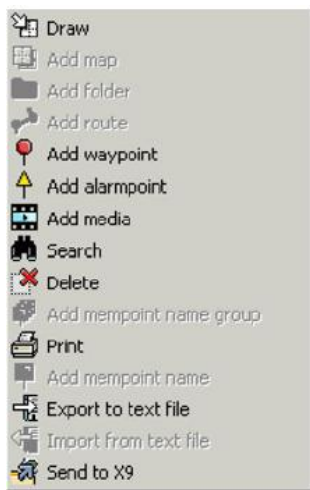 Draw
Add map
Add folder
Add route
Add waypoint
Add alarmpoint
Add media
Search
Delete
Add mempoint name group
Print
Add mempoint name
Export to text file
Import from text file
Send to X9